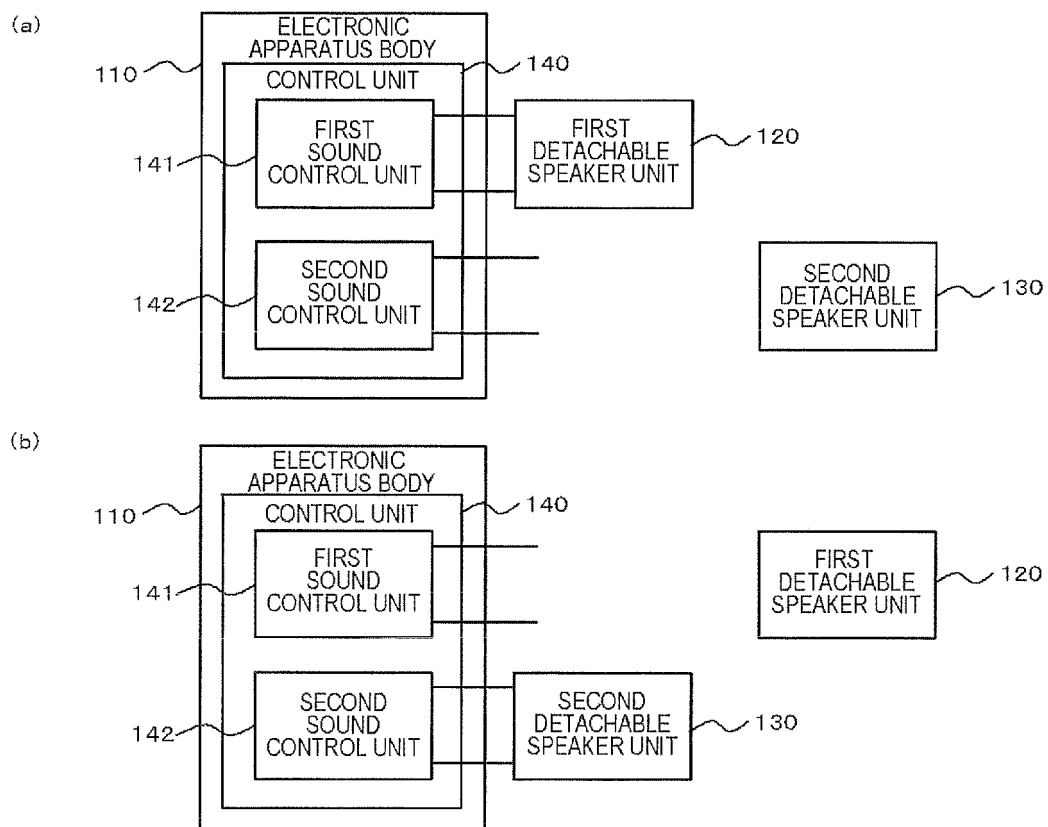 (a)
ELECTRONIC
APPARATUS BODY
110
140
CONTROL UNIT
FIRST
SOUND
CONTROL UNIT
141
FIRST
DETACHABLE
SPEAKER UNIT
120
SECOND
SOUND
CONTROL UNIT
142
SECOND
DETACHABLE
SPEAKER UNIT
130
(b)
ELECTRONIC
APPARATUS BODY
110
140
CONTROL UNIT
FIRST
SOUND
CONTROL UNIT
141
FIRST
DETACHABLE
SPEAKER UNIT
120
SECOND
SOUND
CONTROL UNIT
142
SECOND
DETACHABLE
SPEAKER UNIT
130